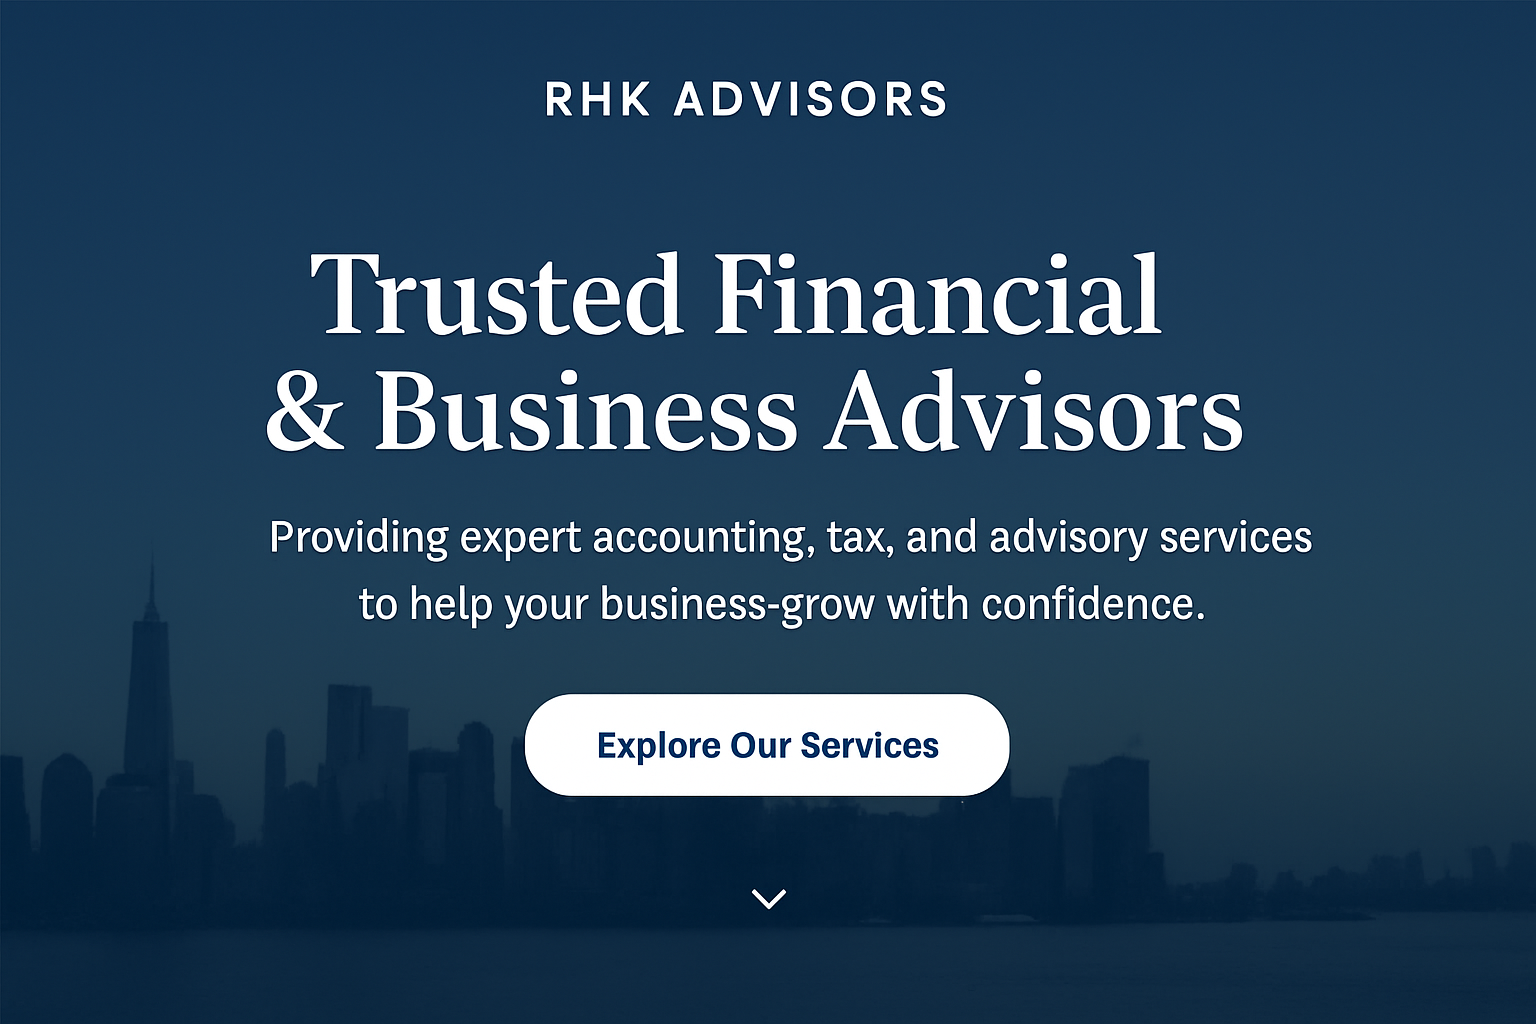 RHK ADVISORS
Trusted Financial
& Business Advisors
Providing expert accounting, tax, and advisory services
to help your business-grow with confidence.
Explore Our Services